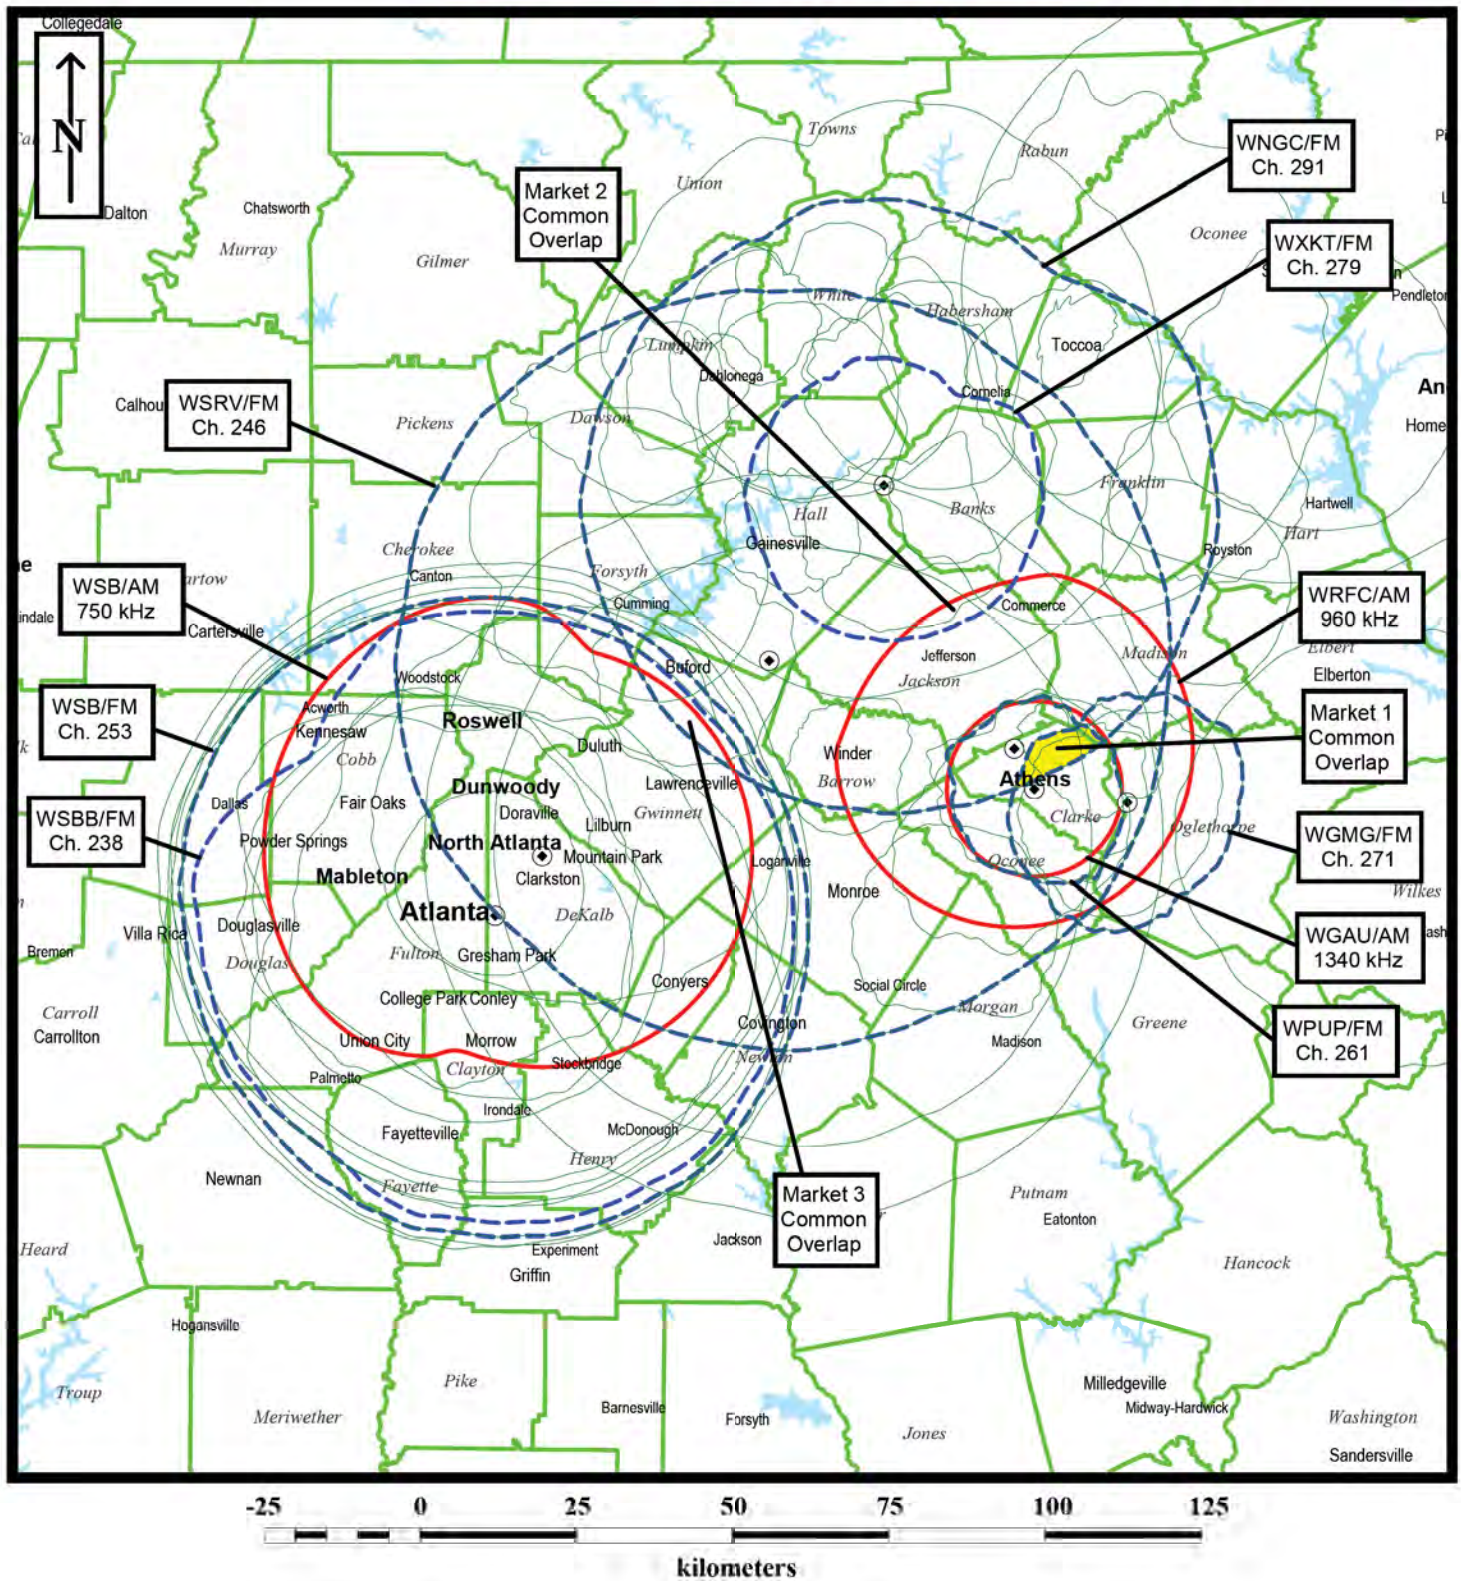 Collegedale
N
Dalton
Chatsworth
Murray
Gilmer
Union
Towns
Rabun
WNGC/FM
Ch. 291
Market 2
Common
Overlap
Oconee
WXKT/FM
Ch. 279
Pendleton
White
Habersham
Lumpkin
Toccoa
Dahlonega
Cornelia
WSRV/FM
Ch. 246
Calhou
Pickens
Dawson
An
Home
Hall
Banks
Franklin
Hartwell
Hart
Gainesville
Royston
Cherokee
Canton
Forsyth
WSB/AM
750 kHz
artow
Cumming
Commerce
WRFC/AM
960 kHz
Cartersville
Elbert
Elberton
Buford
Jefferson
Jackson
Madison
Woodstock
WSB/FM
Ch. 253
Acworth
Kennesaw
Cobb
Roswell
Duluth
Market 1
Common
Overlap
Winder
Barrow
Athens
Clarke
Oglethorpe
Dunwoody
Doraville
Lawrenceville
Gwinnett
Dallas
Fair Oaks
WSBB/FM
Ch. 238
Powder Springs
North Atlanta
Lilburn
Mountain Park
Loganville
Oconee
WGMG/FM
Ch. 271
Mableton
Clarkston
Monroe
Wilkes
Atlanta
DeKalb
Villa Rica
Douglasville
Bremen
Douglas
Fulton
Gresham Park
WGAU/AM
1340 kHz
ash
Conyers
Social Circle
College Park
Conley
Morgan
Covington
Newton
Madison
Greene
WPUP/FM
Ch. 261
Carroll
Carrollton
Union City
Morrow
Stockbridge
Palmetto
Clayton
Irondale
Fayetteville
McDonough
Henry
Newnan
Fayette
Market 3
Common
Overlap
Putnam
Eatonton
Heard
Experiment
Griffin
Jackson
Hancock
Hogansville
Troup
Pike
Meriwether
Barnesville
Forsyth
Jones
Milledgeville
Midway-Hardwick
Washington
Sandersville
-25 0 25 50 75 100 125
kilometers